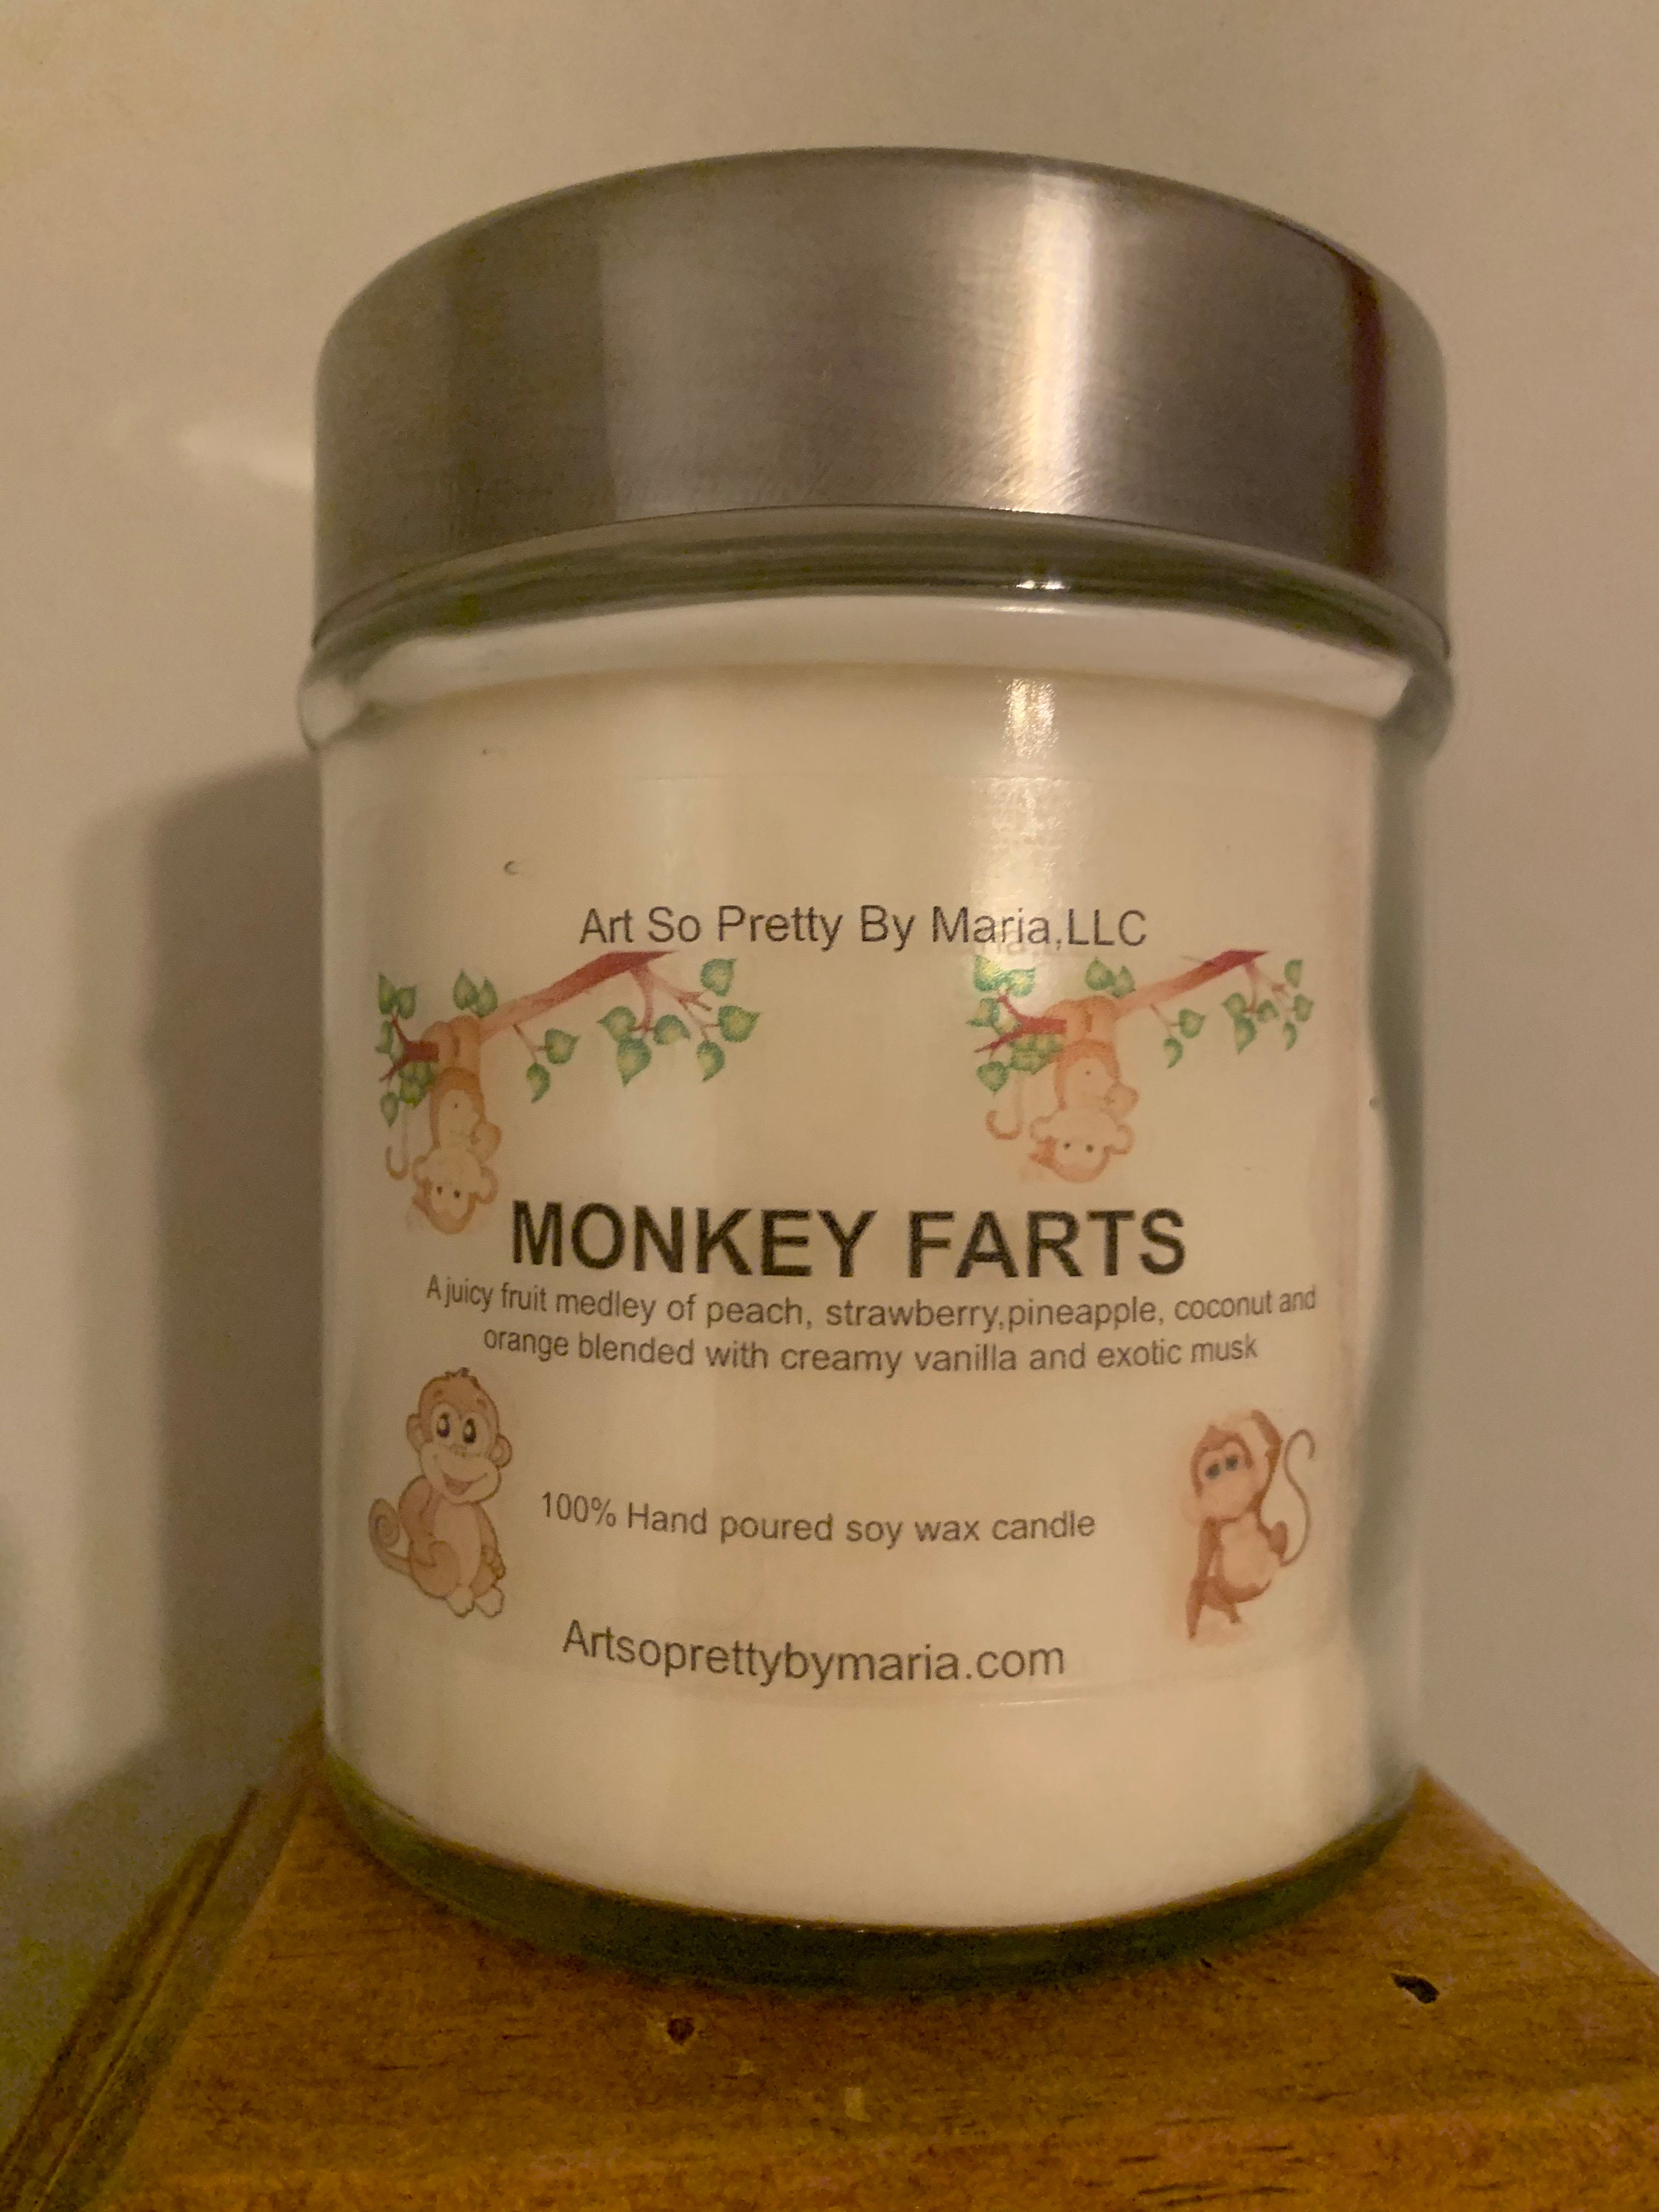 Art So Pretty By Maria,LLC
MONKEY FARTS
A juicy fruit medley of peach, strawberry,pineapple, coconut and
orange blended with creamy vanilla and exotic musk
100% Hand poured soy wax candle
Artsoprettybymaria.com